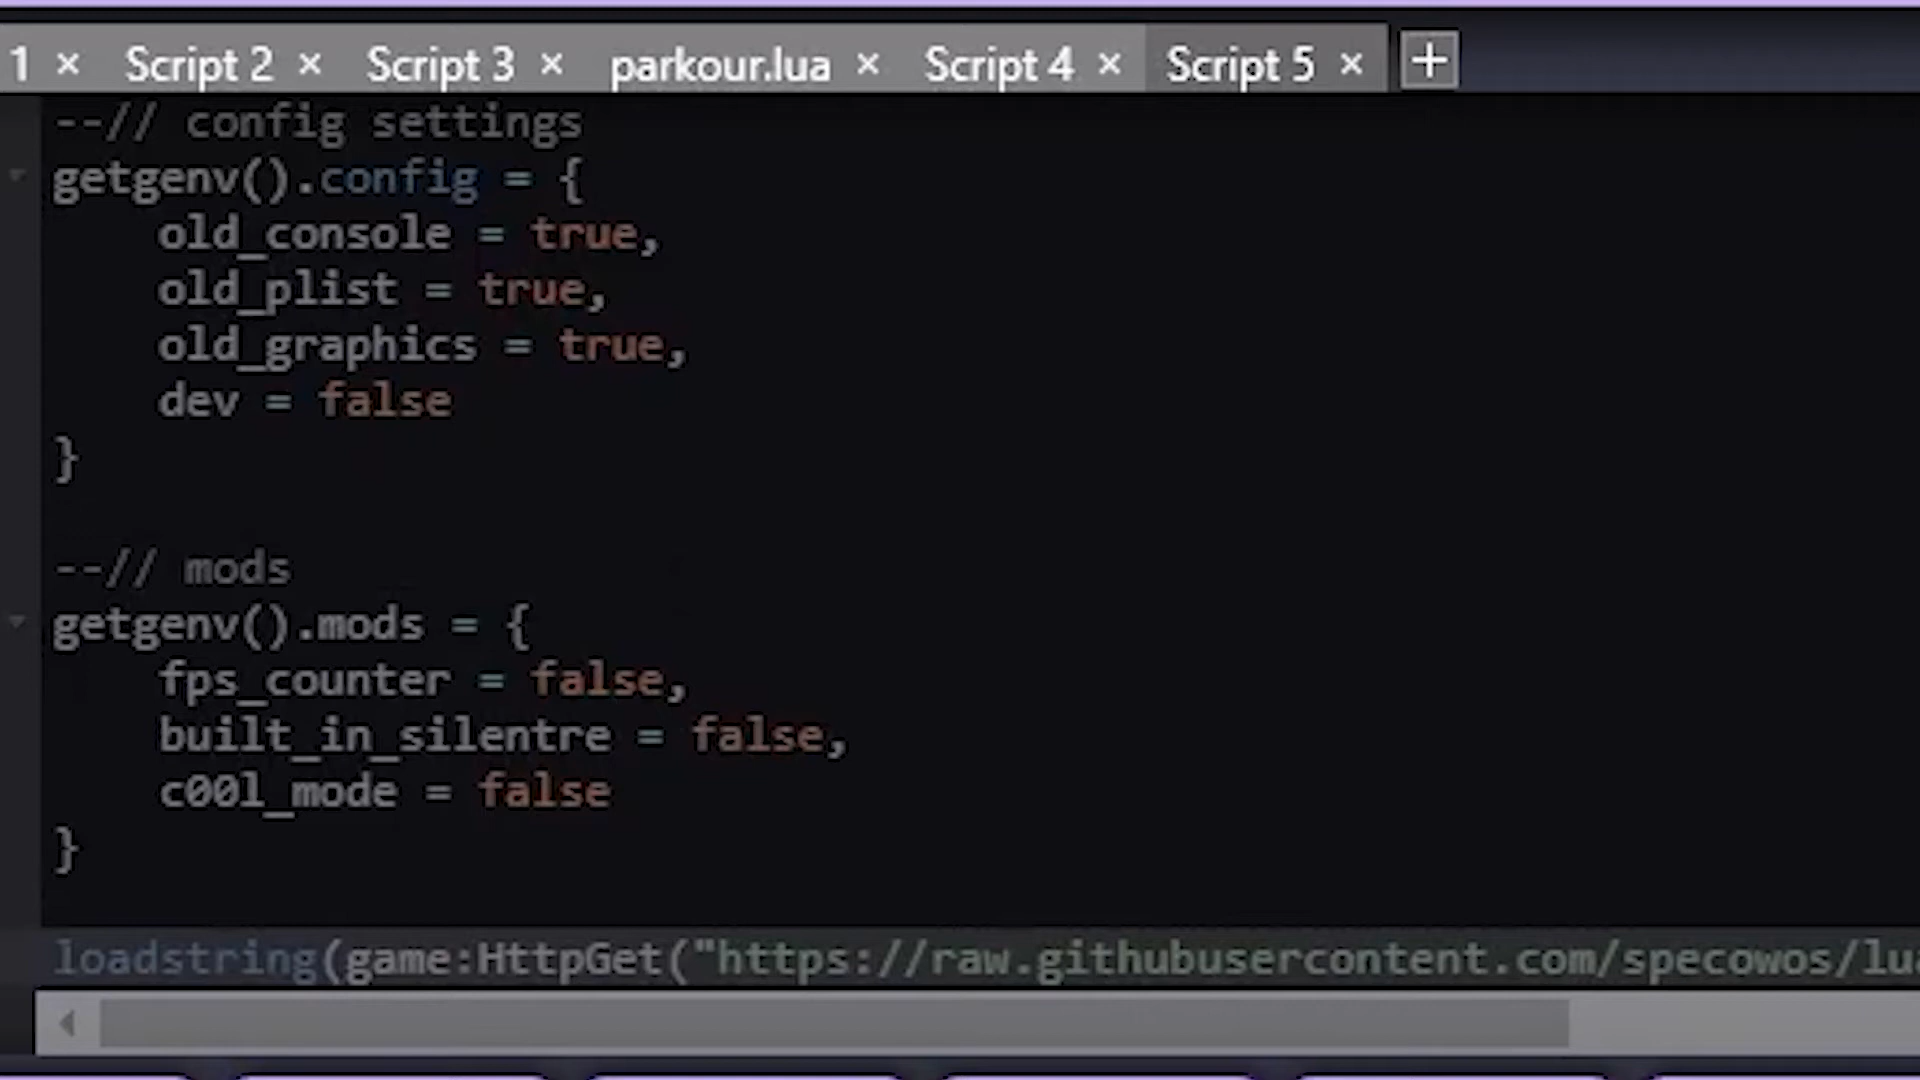 1 × Script 2 × Script 3 × parkour.lua × Script 4 × Script 5 × +
--// config settings
getgenv().config = {
    old_console = true,
    old_plist = true,
    old_graphics = true,
    dev = false
}
--// mods
getgenv().mods = {
    fps_counter = false,
    built_in_silentre = false,
    c00l_mode = false
}
loadstring(game:HttpGet("https://raw.githubusercontent.com/specowos/lua